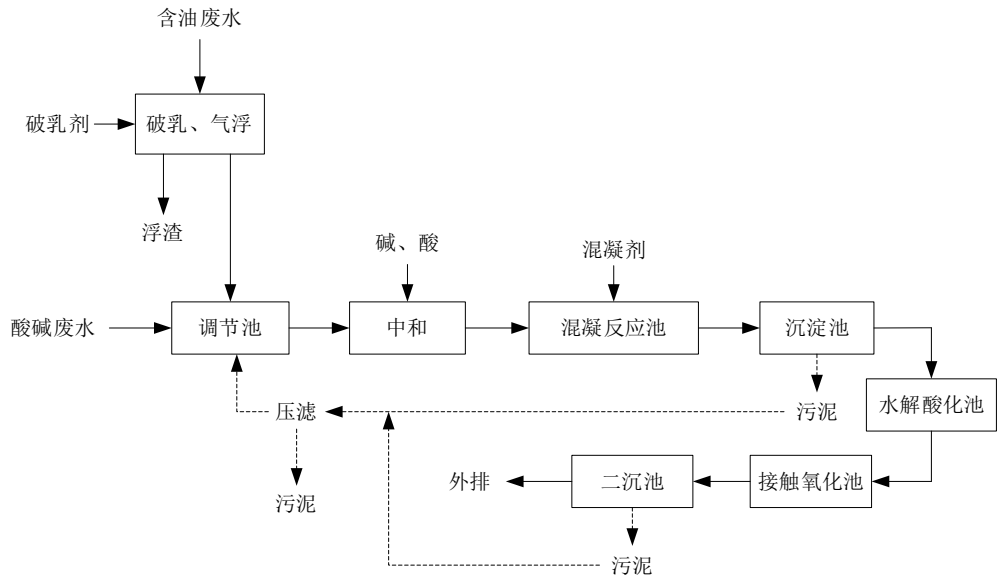 含油废水
破乳剂
破乳、气浮
浮渣
碱、酸
混凝剂
酸碱废水
调节池
中和
混凝反应池
沉淀池
压滤
污泥
水解酸化池
污泥
外排
二沉池
接触氧化池
污泥